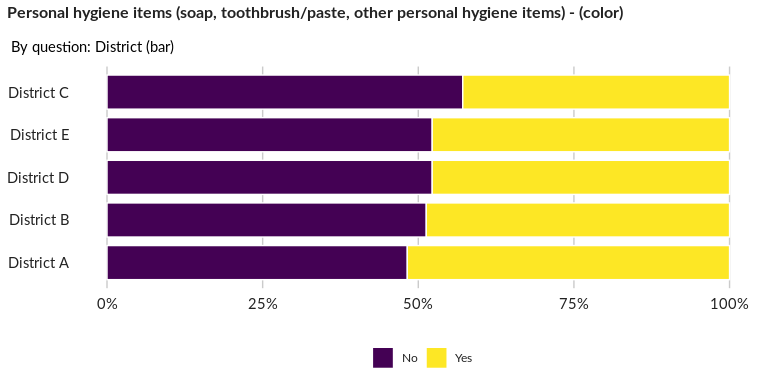 Personal hygiene items (soap, toothbrush/paste, other personal hygiene items) - (color)
By question: District (bar)
District C
District E
District D
District B
District A
0% 25% 50% 75% 100%
No Yes